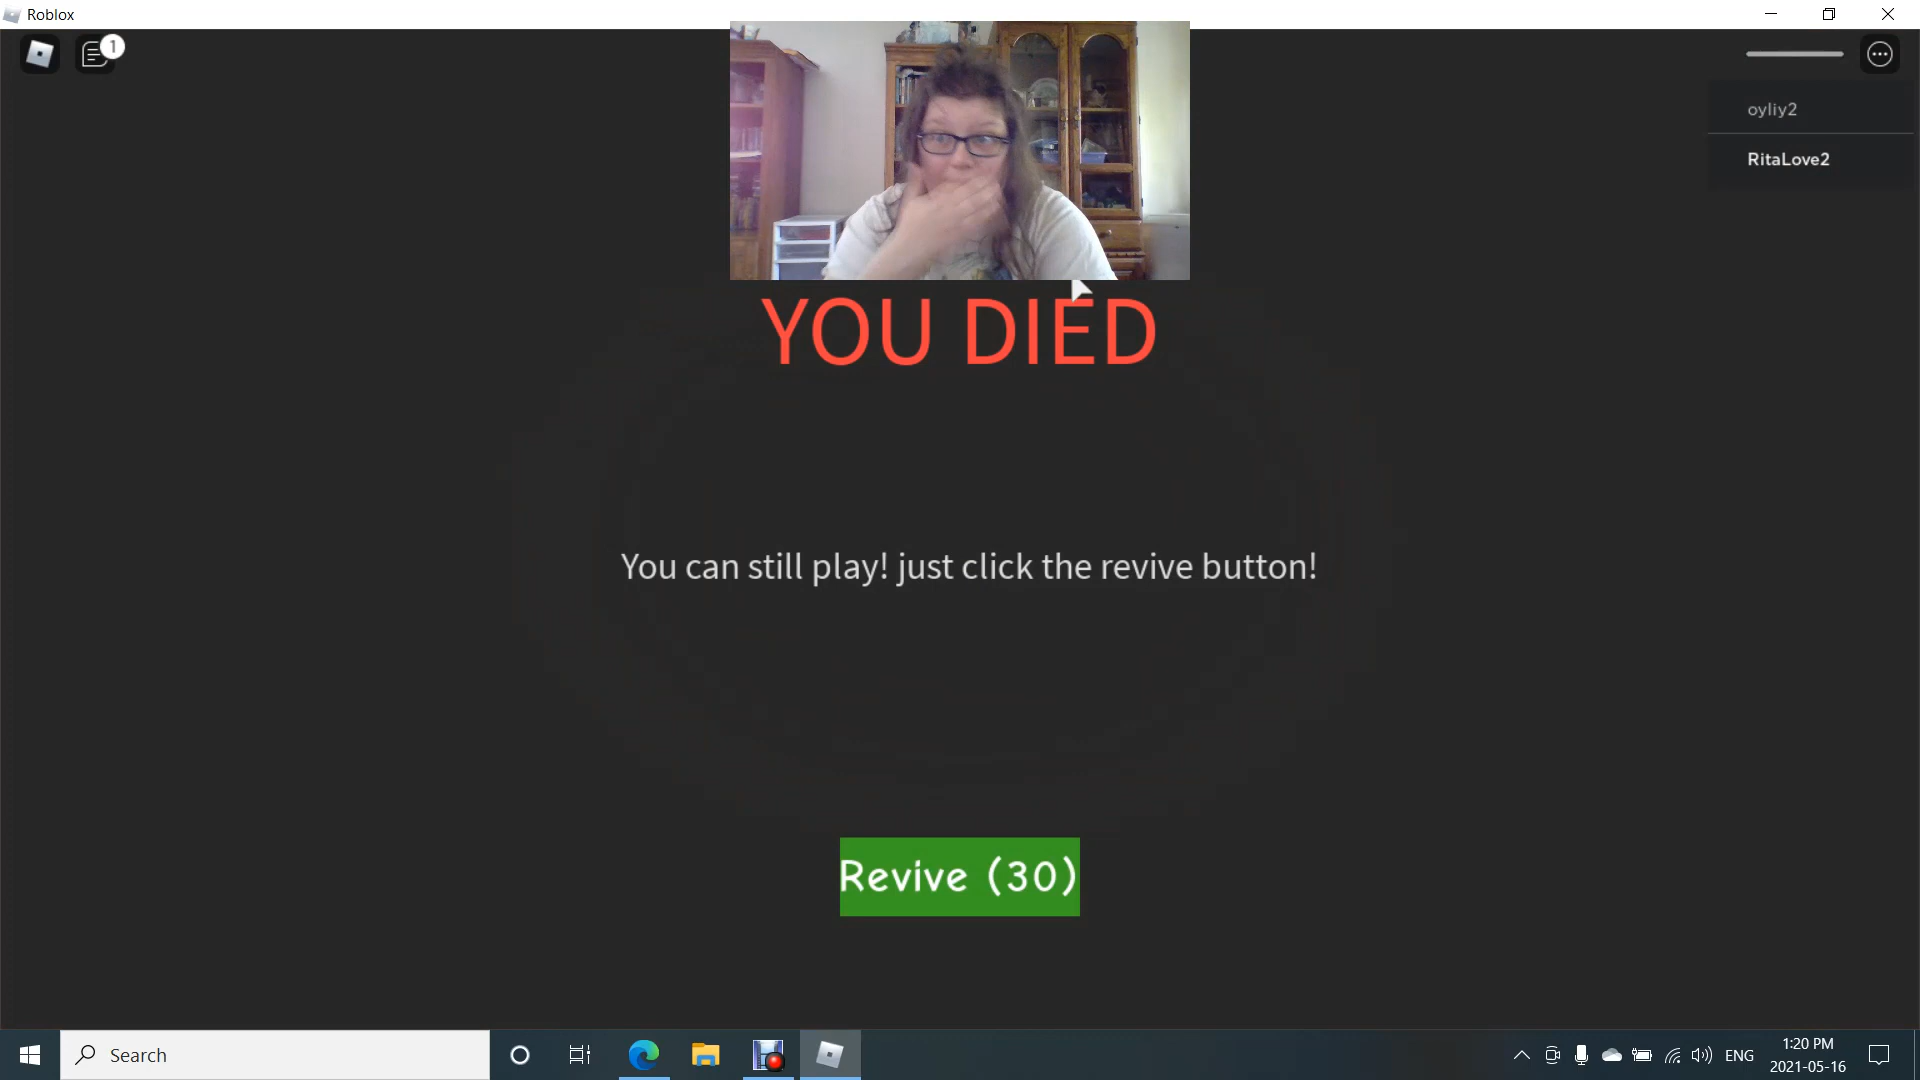 Roblox
1
oyliy2
RitaLove2
YOU DIED
You can still play! just click the revive button!
Revive (30)
Search
ENG
1:20 PM
2021-05-16